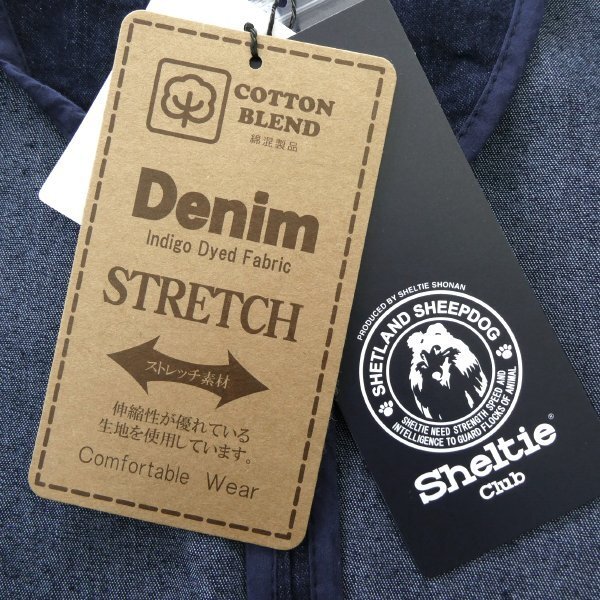 COTTON
BLEND
綿混製品
Denim
Indigo Dyed Fabric
STRETCH
ストレッチ素材
伸縮性が優れている
生地を使用しています。
Comfortable Wear
PRODUCED BY SHELTIE SHONAN
SHETLAND SHEEPDOG
SHELTIE NEED STRENGTH SPEED AND
INTELLIGENCE TO GUARD FLOCKS OF ANIMAL
Sheltie®
Club